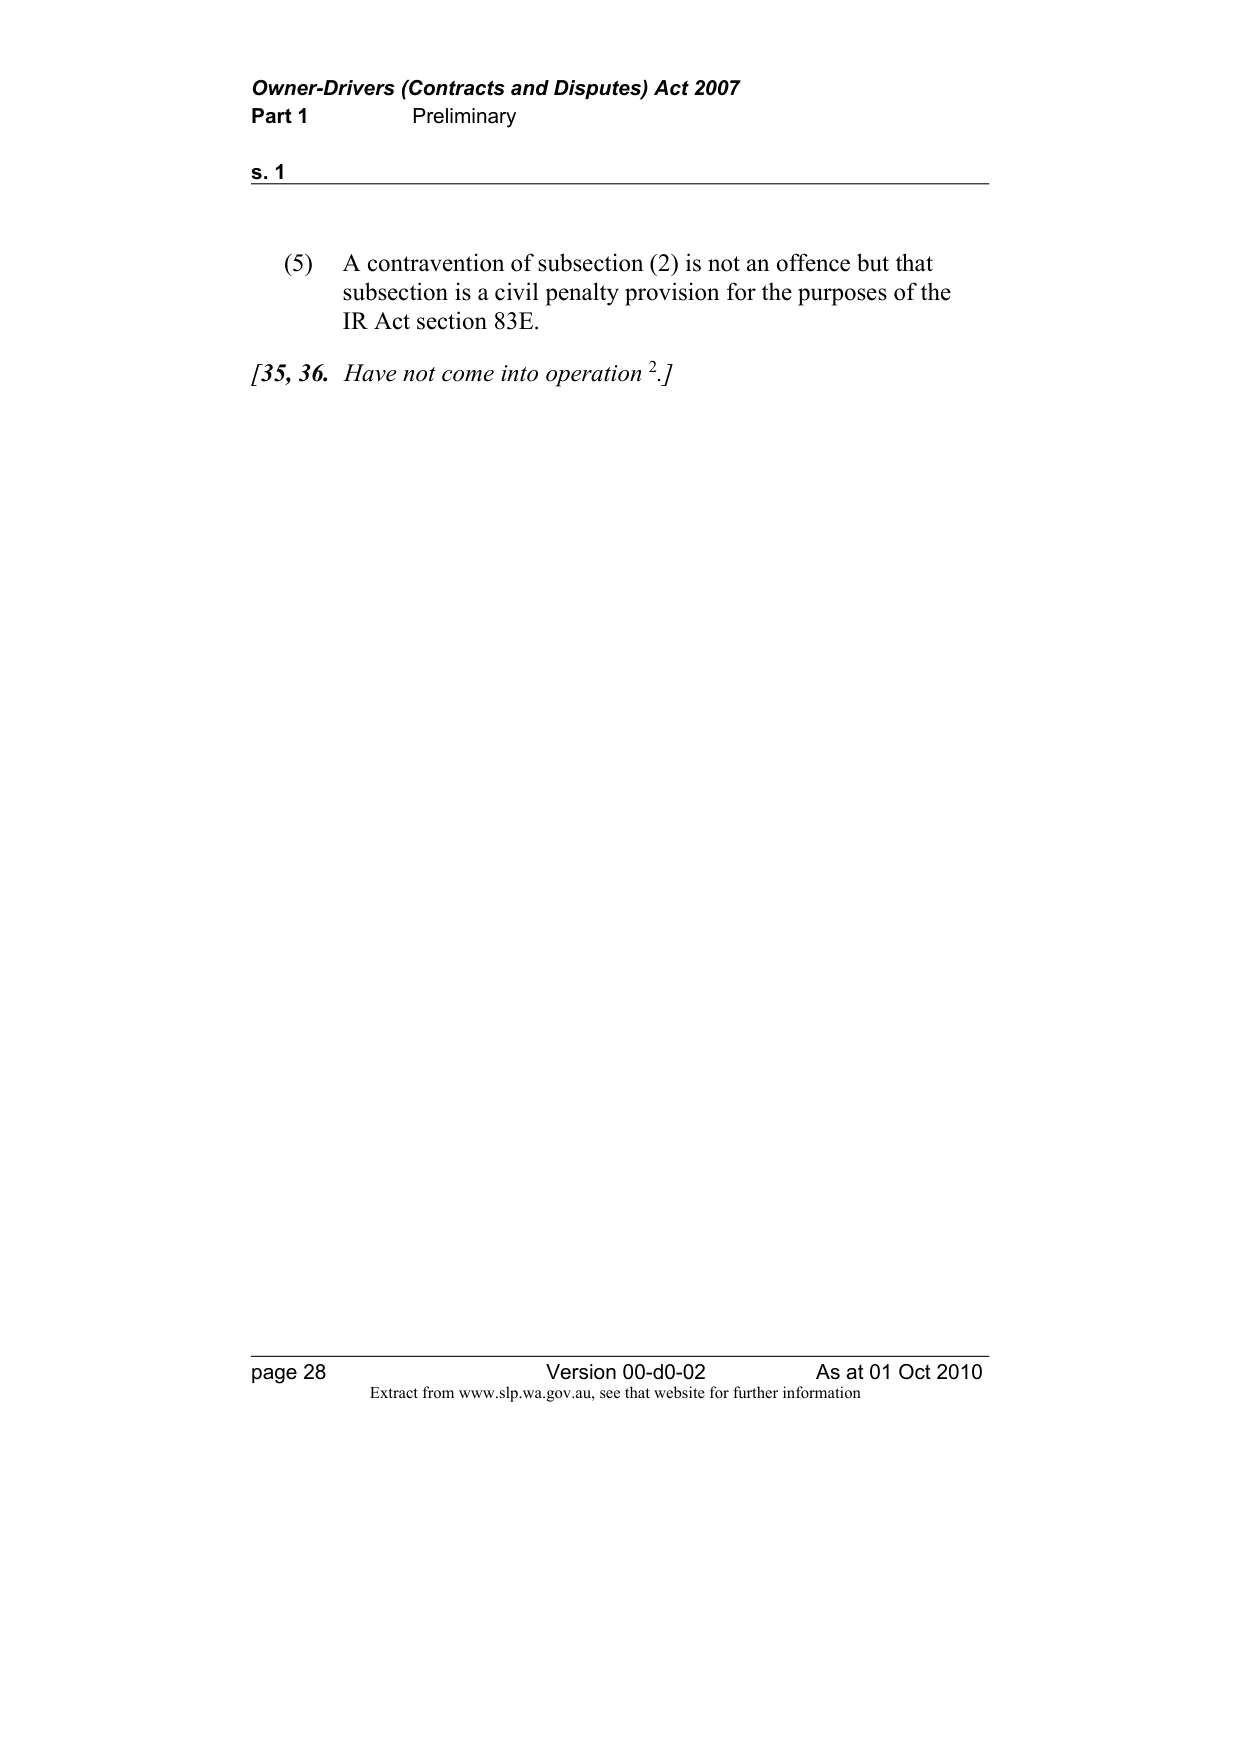 Owner-Drivers (Contracts and Disputes) Act 2007
Part 1 Preliminary
s. 1
(5) A contravention of subsection (2) is not an offence but that
subsection is a civil penalty provision for the purposes of the
IR Act section 83E.
[35, 36. Have not come into operation 2.]
page 28 Version 00-d0-02 As at 01 Oct 2010
Extract from www.slp.wa.gov.au, see that website for further information